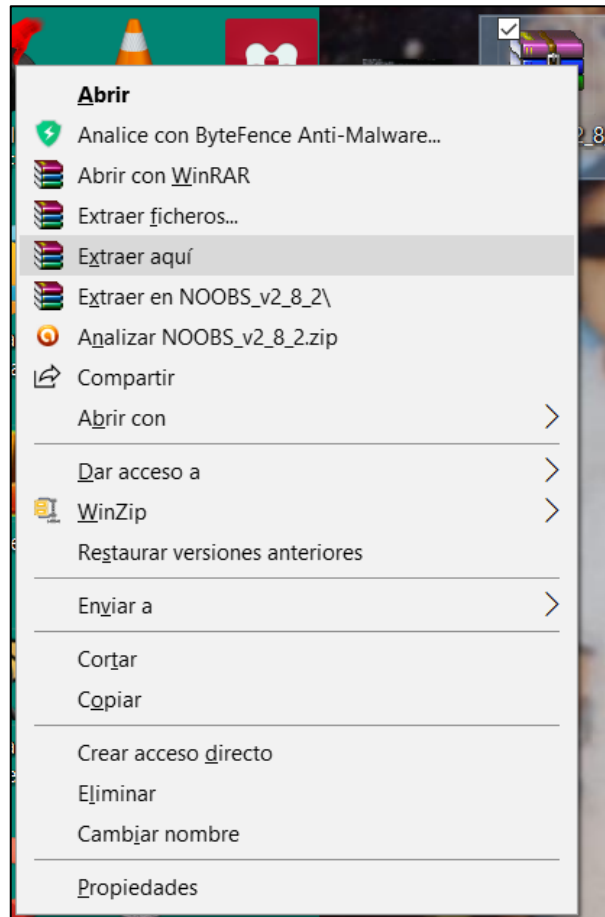 2_8
Abrir
Analice con ByteFence Anti-Malware...
Abrir con WinRAR
Extraer ficheros...
Extraer aquí
Extraer en NOOBS_v2_8_2\
Analizar NOOBS_v2_8_2.zip
Compartir
Abrir con
Dar acceso a
WinZip
Restaurar versiones anteriores
Enviar a
Cortar
Copiar
Crear acceso directo
Eliminar
Cambiar nombre
Propiedades